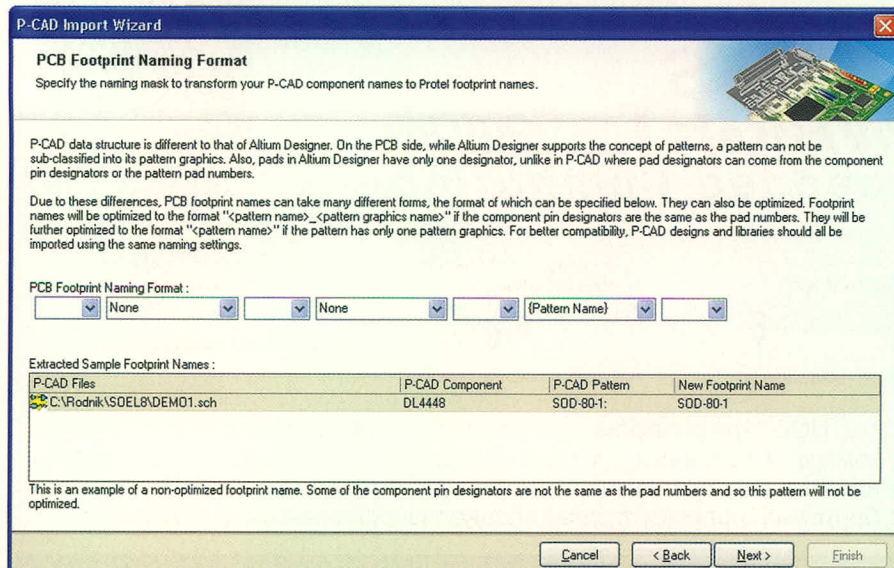 P-CAD Import Wizard
PCB Footprint Naming Format
Specify the naming mask to transform your P-CAD component names to Protel footprint names.
P-CAD data structure is different to that of Altium Designer. On the PCB side, while Altium Designer supports the concept of patterns, a pattern can not be
sub-classified into its pattern graphics. Also, pads in Altium Designer have only one designator, unlike in P-CAD where pad designators can come from the component
pin designators or the pattern pad numbers.
Due to these differences, PCB footprint names can take many different forms, the format of which can be specified below. They can also be optimized. Footprint
names will be optimized to the format "<pattern name>_<pattern graphics name>" if the component pin designators are the same as the pad numbers. They will be
further optimized to the format "<pattern name>" if the pattern has only one pattern graphics. For better compatibility, P-CAD designs and libraries should all be
imported using the same naming settings.
PCB Footprint Naming Format :
None None {Pattern Name}
Extracted Sample Footprint Names :
P-CAD Files P-CAD Component P-CAD Pattern New Footprint Name
C:\Rodnik\SOEL8\DEMO1.sch DL4448 SOD-80-1: SOD-80-1
This is an example of a non-optimized footprint name. Some of the component pin designators are not the same as the pad numbers and so this pattern will not be
optimized.
Cancel < Back Next > Finish